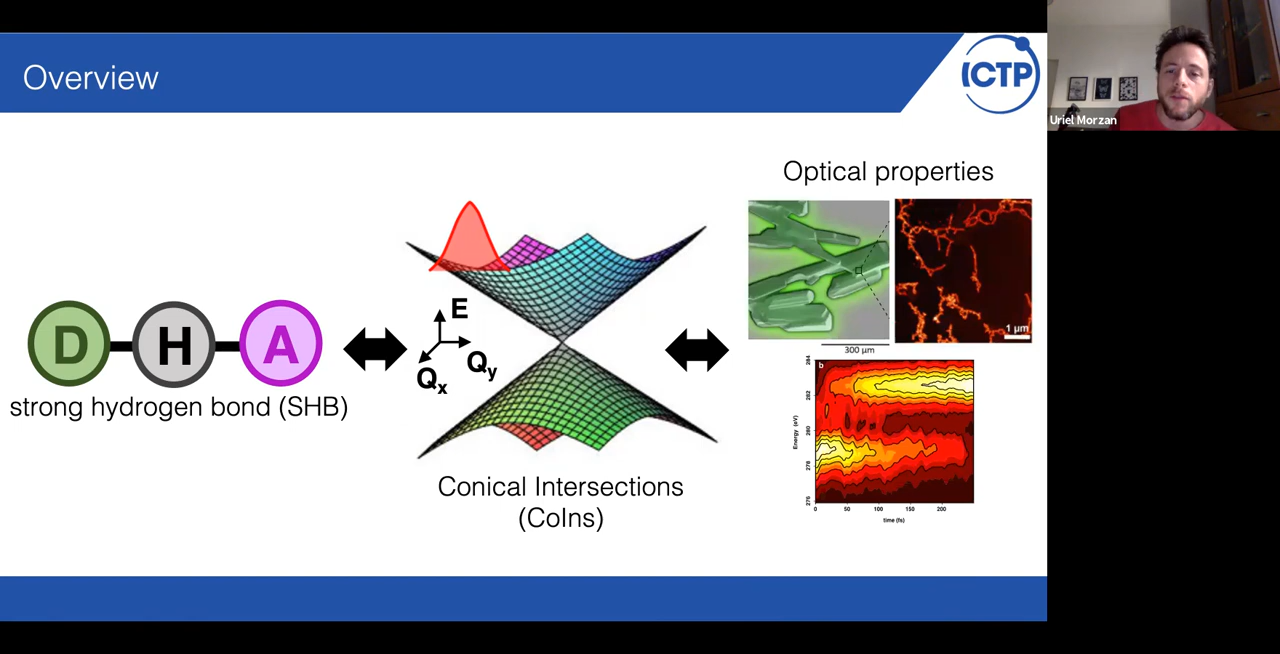 Overview
ICTP
Uriel Morzan
Optical properties
D
H
A
strong hydrogen bond (SHB)
E
Qx
Qy
Conical Intersections
(CoIns)
1 µm
300 µm
b
284
282
280
278
276
Energy (eV)
0
50
100
150
200
time (fs)